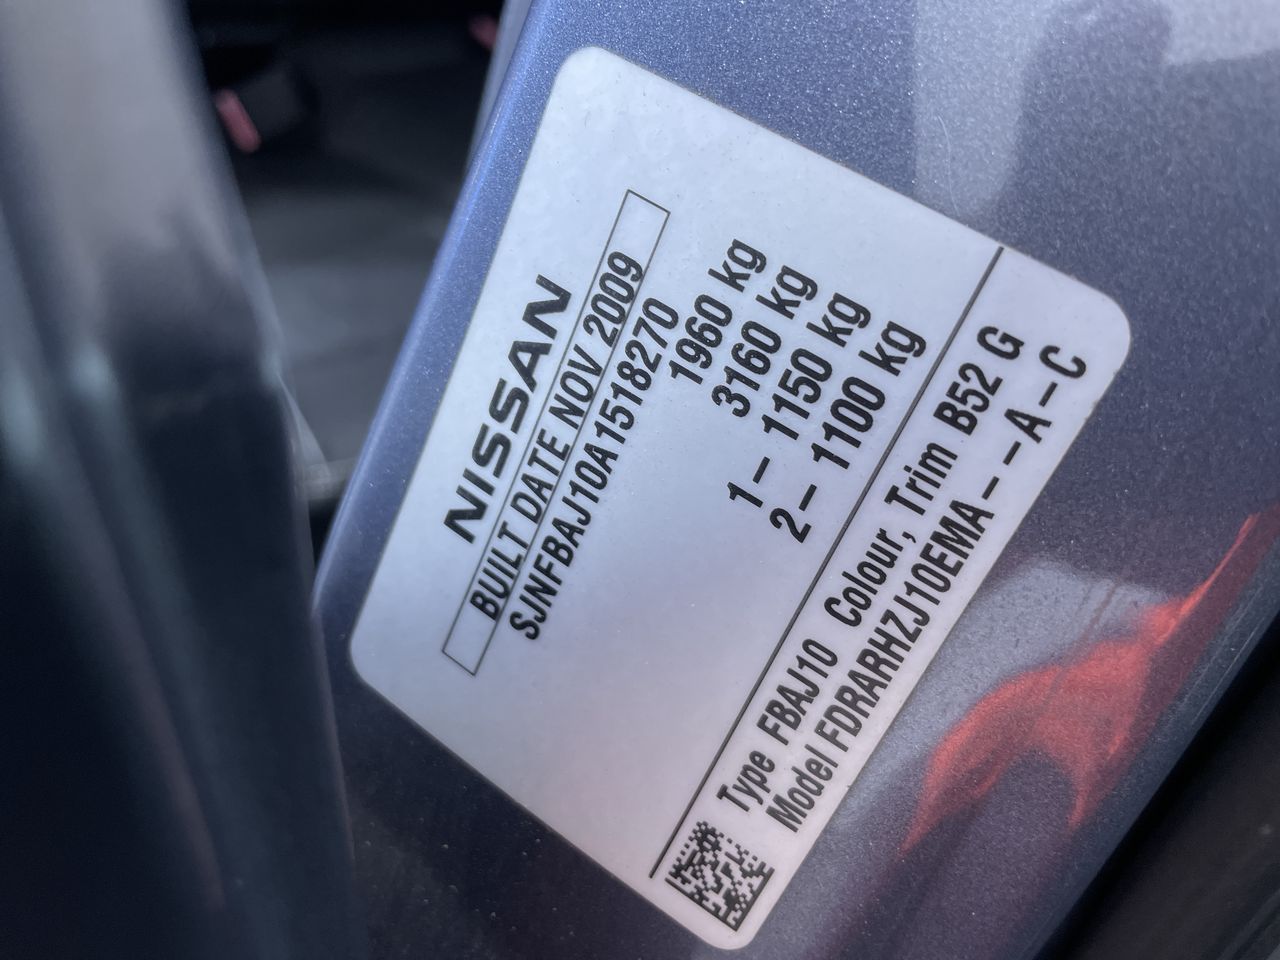 NISSAN
BUILT DATE NOV 2009
SJNFBAJ10A1518270
1960 kg
3160 kg
1– 1150 kg
2– 1100 kg
Type FBAJ10 Colour, Trim B52 G
Model FDRARHZJ10EMA – – A – C